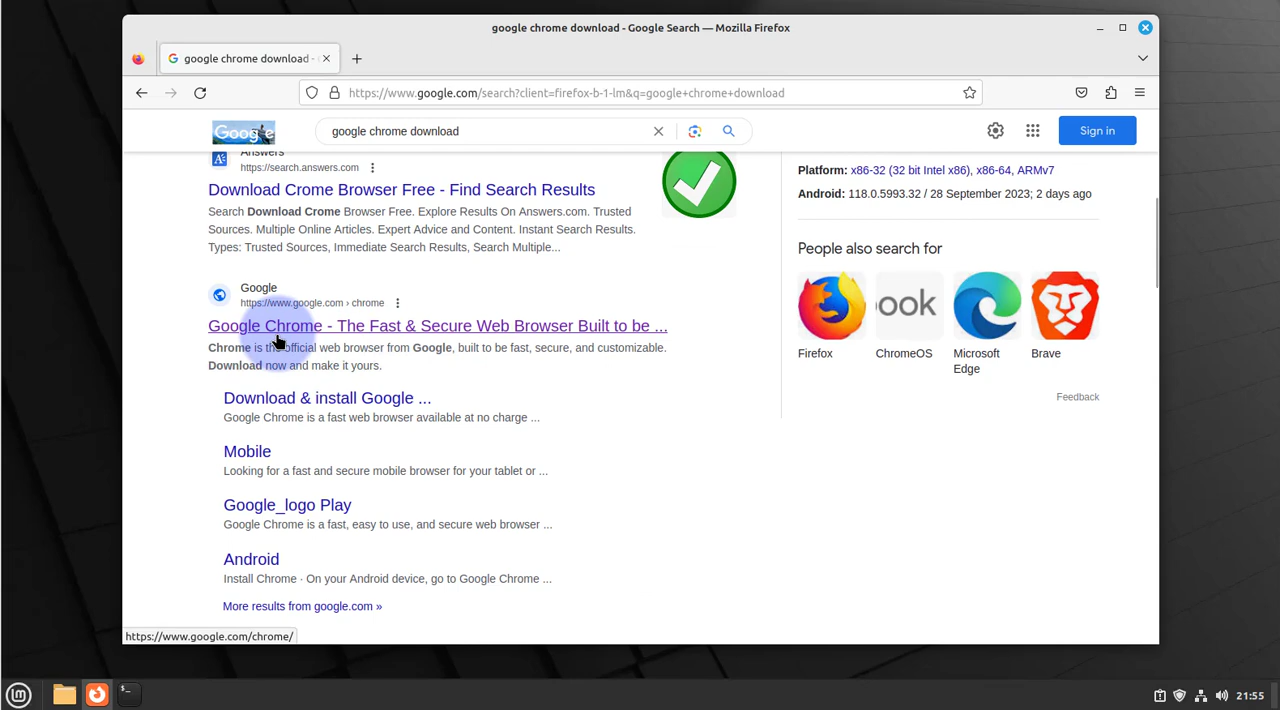 google chrome download - Google Search — Mozilla Firefox
google chrome download -
https://www.google.com/search?client=firefox-b-1-lm&q=google+chrome+download
Google
google chrome download
Sign in
Answers
https://search.answers.com
Download Crome Browser Free - Find Search Results
Search Download Crome Browser Free. Explore Results On Answers.com. Trusted
Sources. Multiple Online Articles. Expert Advice and Content. Instant Search Results.
Types: Trusted Sources, Immediate Search Results, Search Multiple...
Google
https://www.google.com › chrome
Google Chrome - The Fast & Secure Web Browser Built to be ...
Chrome is the official web browser from Google, built to be fast, secure, and customizable.
Download now and make it yours.
Download & install Google ...
Google Chrome is a fast web browser available at no charge ...
Mobile
Looking for a fast and secure mobile browser for your tablet or ...
Google_logo Play
Google Chrome is a fast, easy to use, and secure web browser ...
Android
Install Chrome · On your Android device, go to Google Chrome ...
More results from google.com »
https://www.google.com/chrome/
Platform: x86-32 (32 bit Intel x86), x86-64, ARMv7
Android: 118.0.5993.32 / 28 September 2023; 2 days ago
People also search for
ook
Firefox
ChromeOS
Microsoft
Edge
Brave
Feedback
21:55